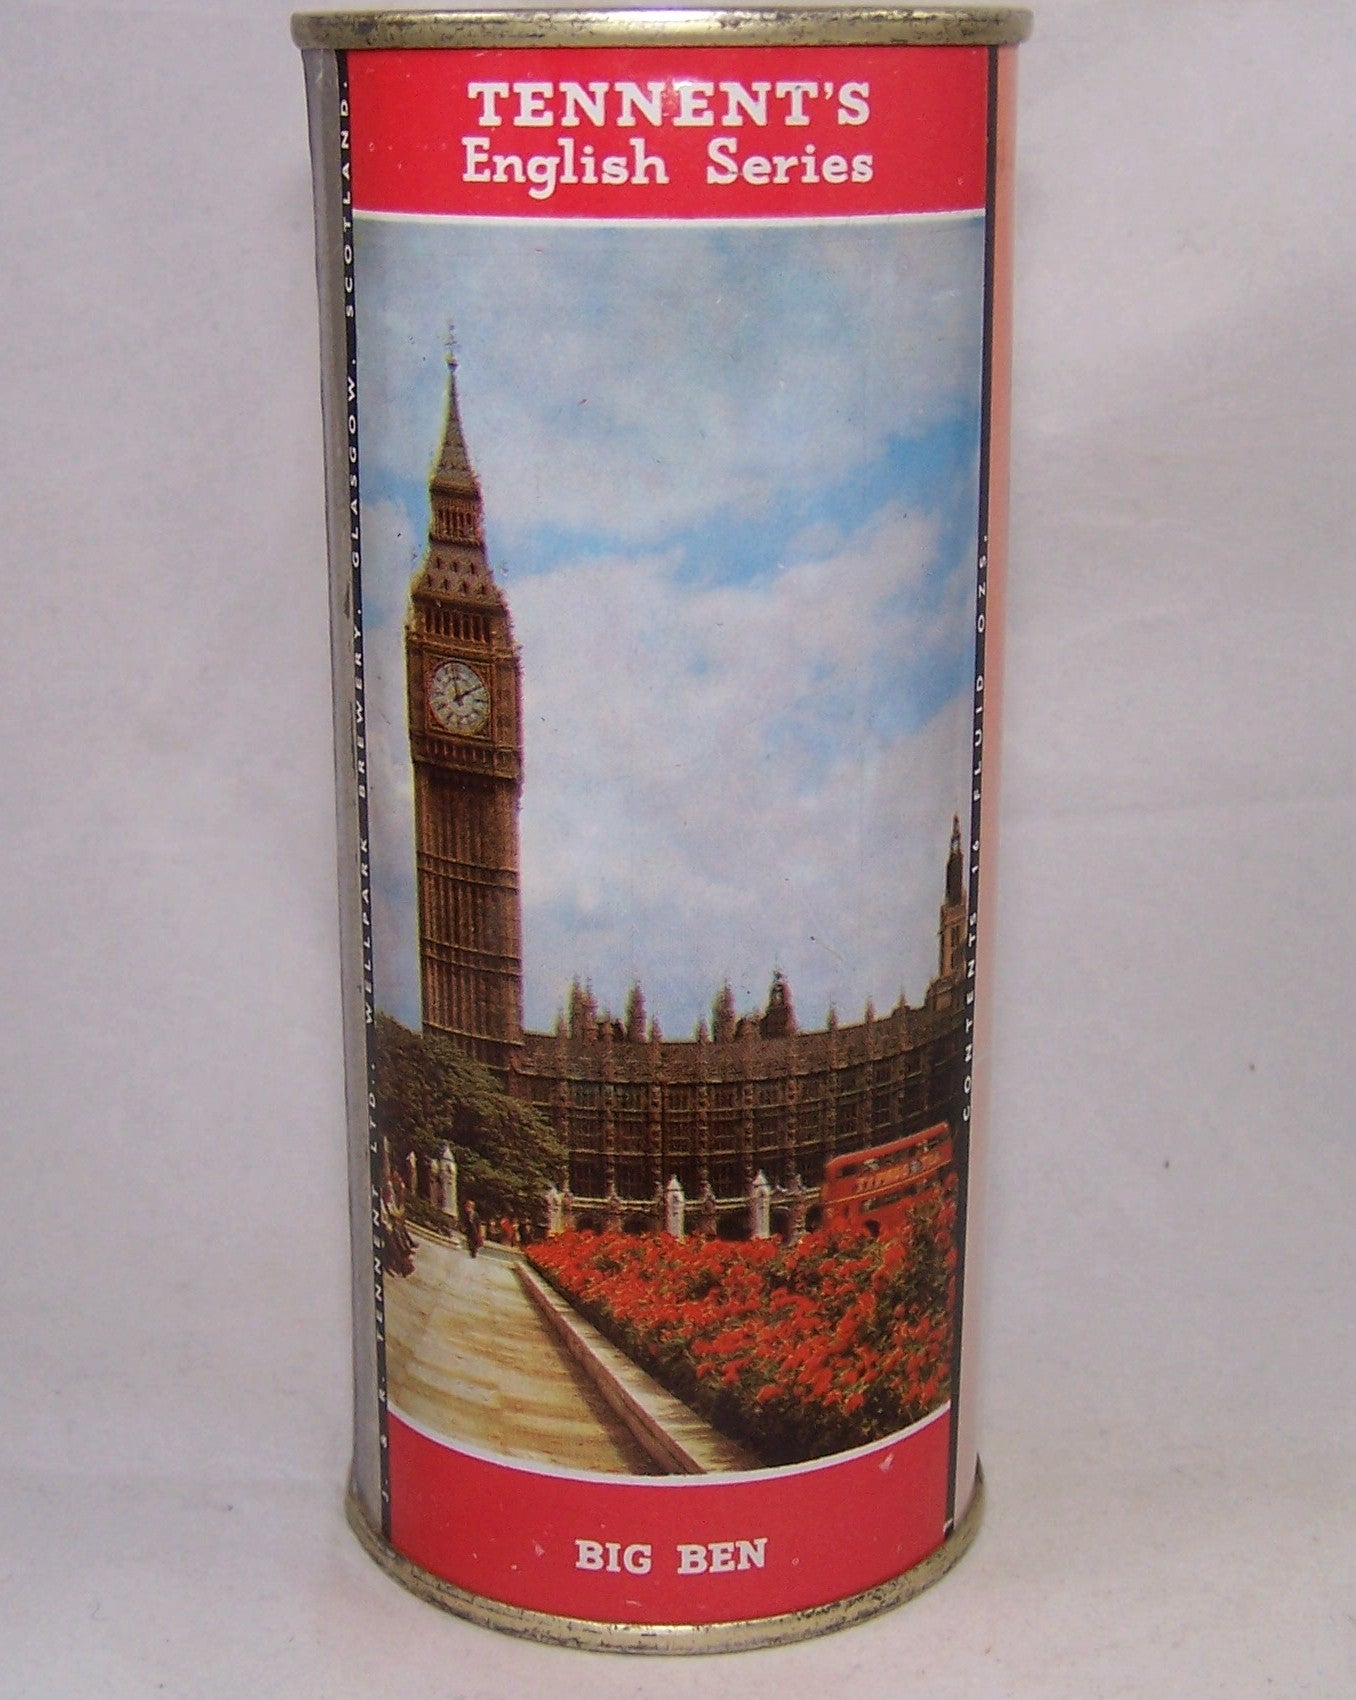 TENNENT'S
English Series
BIG BEN
J. & R. TENNENT LTD., WELLPARK BREWERY, GLASGOW, SCOTLAND.
CONTENTS 16 FLUID OZS.